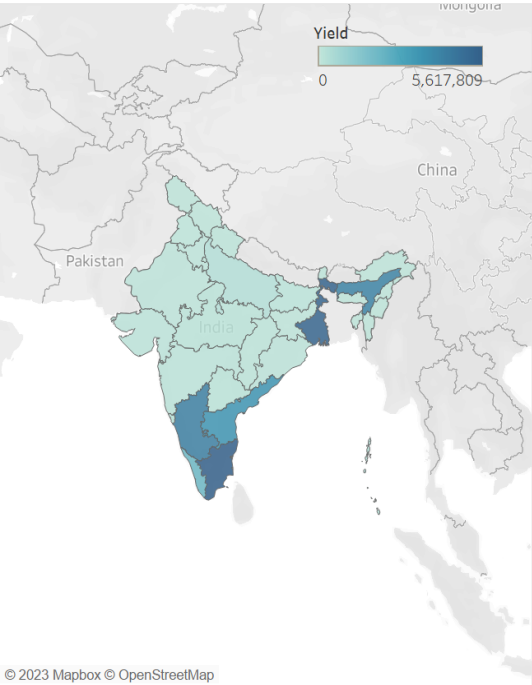 Mongolia
Yield
0 5,617,809
China
Pakistan
India
© 2023 Mapbox © OpenStreetMap